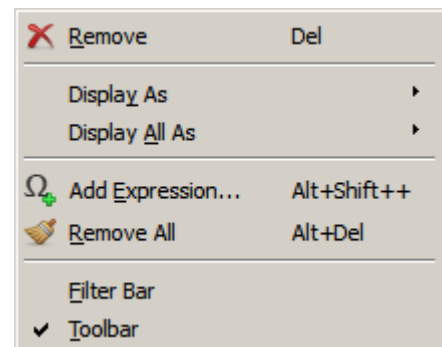 Remove Del
Display As
Display All As
Add Expression... Alt+Shift++
Remove All Alt+Del
Filter Bar
Toolbar